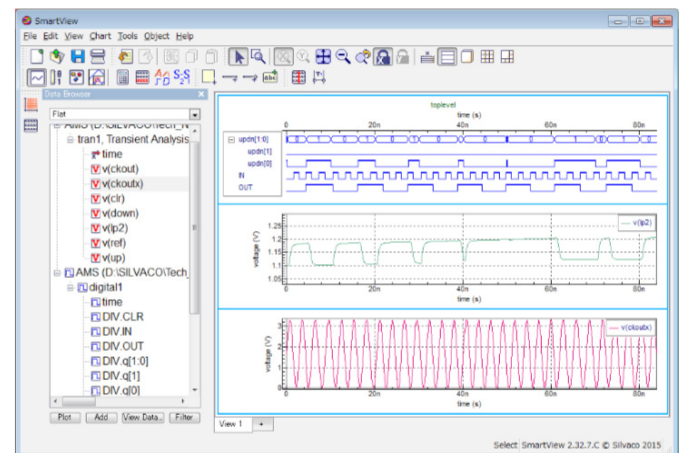 SmartView
File Edit View Chart Tools Object Help
Data Browser
Flat
AMS (D:\SILVACO\Tech_N
tran1, Transient Analysis
time
v(ckout)
v(ckoutx)
v(clr)
v(down)
v(lp2)
v(ref)
v(up)
AMS (D:\SILVACO\Tech_
digital1
time
DIV.CLR
DIV.IN
DIV.OUT
DIV.q[1:0]
DIV.q[1]
DIV.q[0]
Plot Add View Data.. Filter..
toplevel
time (s)
0 20n 40n 60n 80n
updn[1:0]
updn[1]
updn[0]
IN
OUT
v(lp2)
voltage (V)
1.25
1.2
1.15
1.1
1.05
0 20n 40n 60n 80n
time (s)
v(ckoutx)
voltage (V)
3
2
1
0
0 20n 40n 60n 80n
time (s)
View 1 +
Select SmartView 2.32.7.C © Silvaco 2015